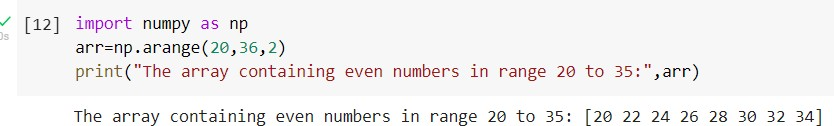 [12] import numpy as np
arr=np.arange(20,36,2)
print("The array containing even numbers in range 20 to 35:",arr)
The array containing even numbers in range 20 to 35: [20 22 24 26 28 30 32 34]